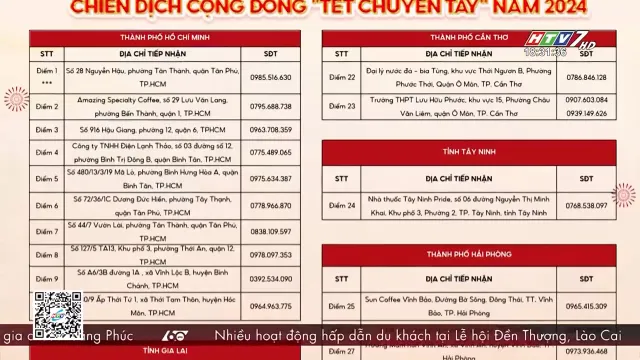 CHIẾN DỊCH CỘNG ĐỒNG "TẾT CHUYỀN TAY" NĂM 2024
HTV7 HD
18:31:36
THÀNH PHỐ HỒ CHÍ MINH
STT ĐỊA CHỈ TIẾP NHẬN SĐT
Điểm 1 *** Số 28 Nguyễn Hậu, phường Tân Thành, quận Tân Phú, TP.HCM 0985.516.630
Điểm 2 Amazing Specialty Coffee, số 29 Lưu Văn Lang, phường Bến Thành, quận 1, TP.HCM 0795.688.738
Điểm 3 Số 916 Hậu Giang, phường 12, quận 6, TPHCM 0963.708.359
Điểm 4 Công ty TNHH Điện Lạnh Thảo, số 03 đường số 12, phường Bình Trị Đông B, quận Bình Tân, TP.HCM 0775.489.065
Điểm 5 Số 480/13/3/19 Mã Lò, phường Bình Hưng Hòa A, quận Bình Tân, TP.HCM 0975.634.387
Điểm 6 Số 72/36/1C Dương Đức Hiền, phường Tây Thạnh, quận Tân Phú, TP.HCM 0778.966.870
Điểm 7 Số 44/7 Vườn Lài, phường Tân Thành, quận Tân Phú, TP.HCM 0838.109.597
Điểm 8 Số 127/5 TA13, Khu phố 3, phường Thới An, quận 12, TP.HCM 0978.097.353
Điểm 9 Số A6/3B đường 1A , xã Vĩnh Lộc B, huyện Bình Chánh, TP.HCM 0392.534.090
0/9 Ấp Thới Tứ 1, xã Thới Tam Thôn, huyện Hóc Môn, TP.HCM 0964.963.775
TỈNH GIA LAI
THÀNH PHỐ CẦN THƠ
STT ĐỊA CHỈ TIẾP NHẬN SĐT
Điểm 22 Đại lý nước đá - bia Tùng, khu vực Thới Ngươn B, Phường Phước Thới, Quận Ô Môn, TP. Cần Thơ 0786.846.128
Điểm 23 Trường THPT Lưu Hữu Phước, khu vực 15, Phường Châu Văn Liêm, quận Ô Môn, TP. Cần Thơ 0907.603.084 0939.149.626
TỈNH TÂY NINH
STT ĐỊA CHỈ TIẾP NHẬN SĐT
Điểm 24 Nhà thuốc Tây Ninh Pride, số 06 đường Nguyễn Thị Minh Khai, Khu phố 3, Phường 2, TP. Tây Ninh, tỉnh Tây Ninh 0768.538.097
THÀNH PHỐ HẢI PHÒNG
STT ĐỊA CHỈ TIẾP NHẬN SĐT
Điểm 25 Sun Coffee Vĩnh Bảo, Đường Bờ Sông, Đông Thái, TT. Vĩnh Bảo, TP. Hải Phòng 0965.415.309
0973.936.468
Điểm 27 Hải Phòng
Phúc Nhiều hoạt động hấp dẫn du khách tại Lễ hội Đền Thượng, Lào Cai